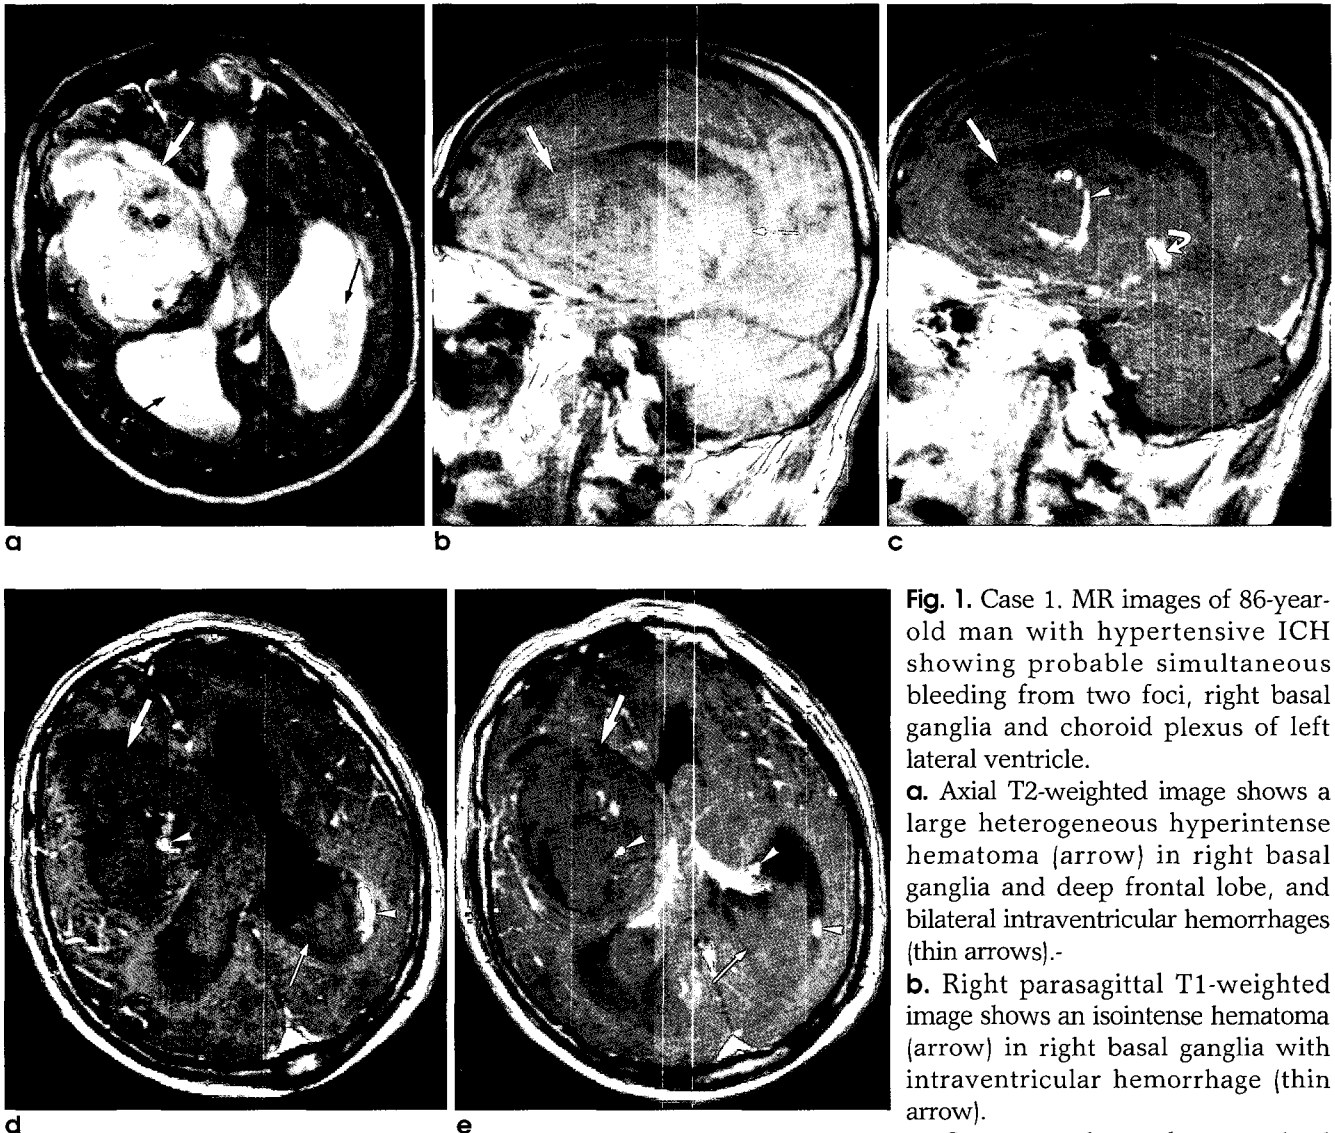 a
b
c
d
e
Fig. 1. Case 1. MR images of 86-year-
old man with hypertensive ICH
showing probable simultaneous
bleeding from two foci, right basal
ganglia and choroid plexus of left
lateral ventricle.
a. Axial T2-weighted image shows a
large heterogeneous hyperintense
hematoma (arrow) in right basal
ganglia and deep frontal lobe, and
bilateral intraventricular hemorrhages
(thin arrows).-
b. Right parasagittal T1-weighted
image shows an isointense hematoma
(arrow) in right basal ganglia with
intraventricular hemorrhage (thin
arrow).